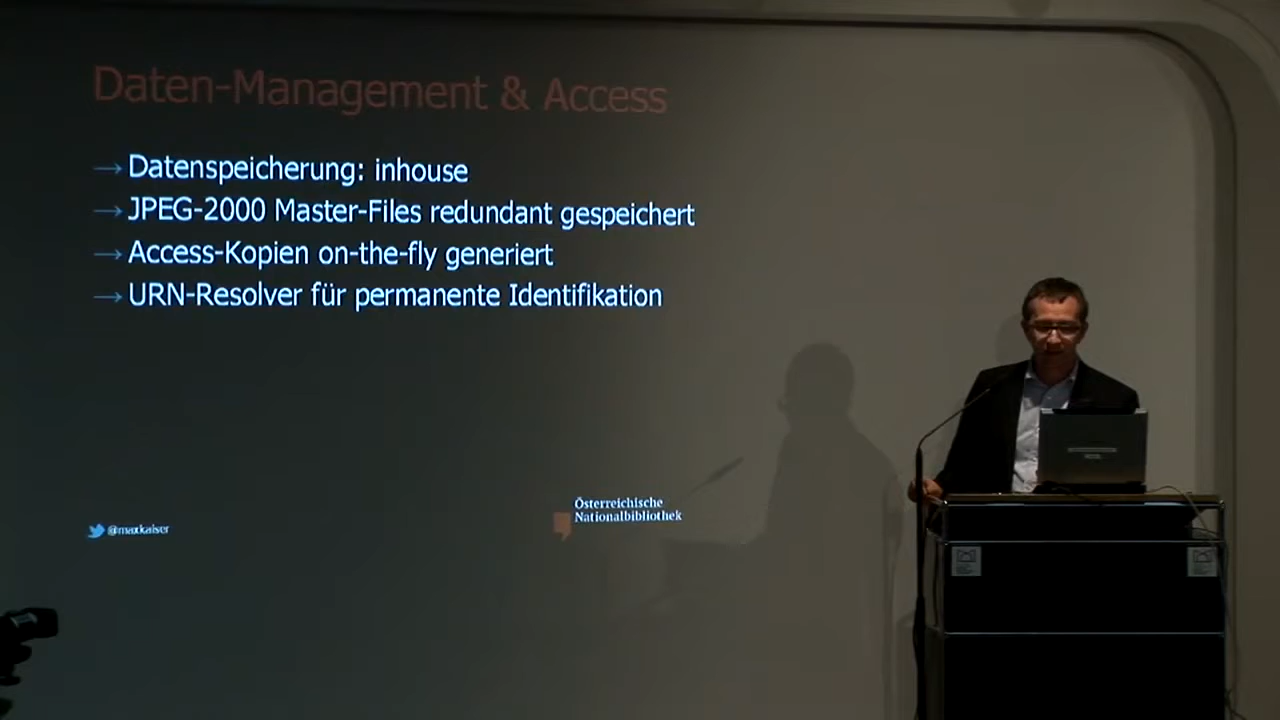 Daten-Management & Access
→ Datenspeicherung: inhouse
→ JPEG-2000 Master-Files redundant gespeichert
→ Access-Kopien on-the-fly generiert
→ URN-Resolver für permanente Identifikation
@maxkaiser
Österreichische
Nationalbibliothek